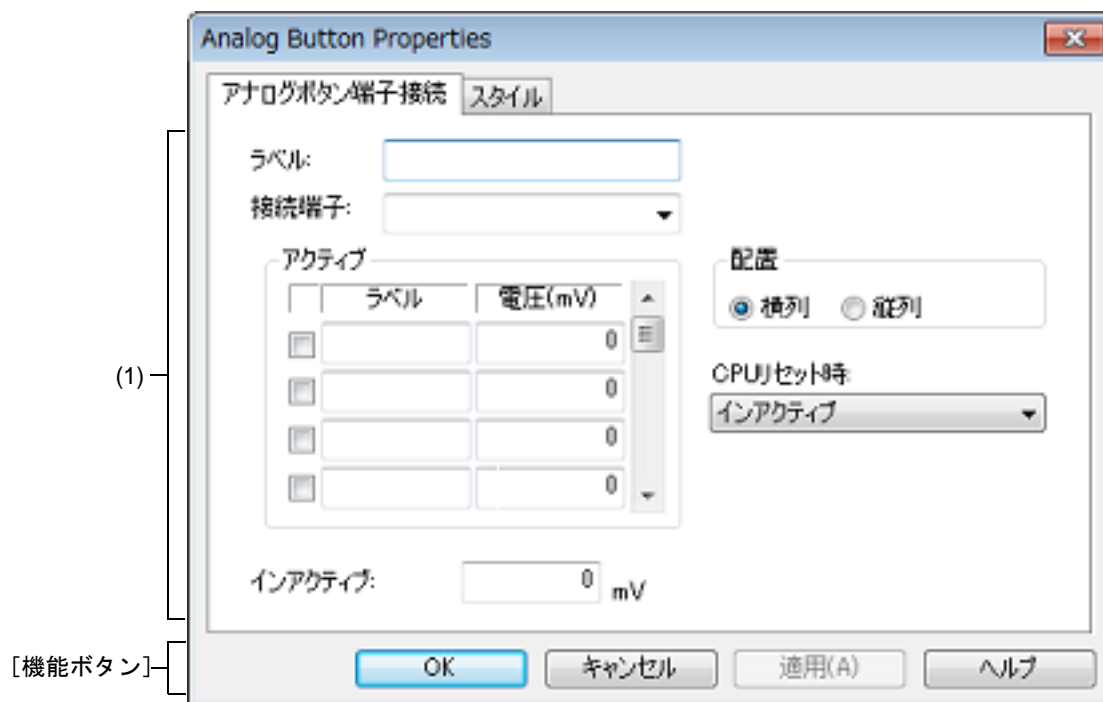 Analog Button Properties
アナログボタン端子接続 スタイル
ラベル:
接続端子:
アクティブ
ラベル 電圧(mV)
0
0
0
0
配置
横列 縦列
CPUリセット時:
インアクティブ
インアクティブ: 0 mV
(1)
[機能ボタン]
OK キャンセル 適用(A) ヘルプ